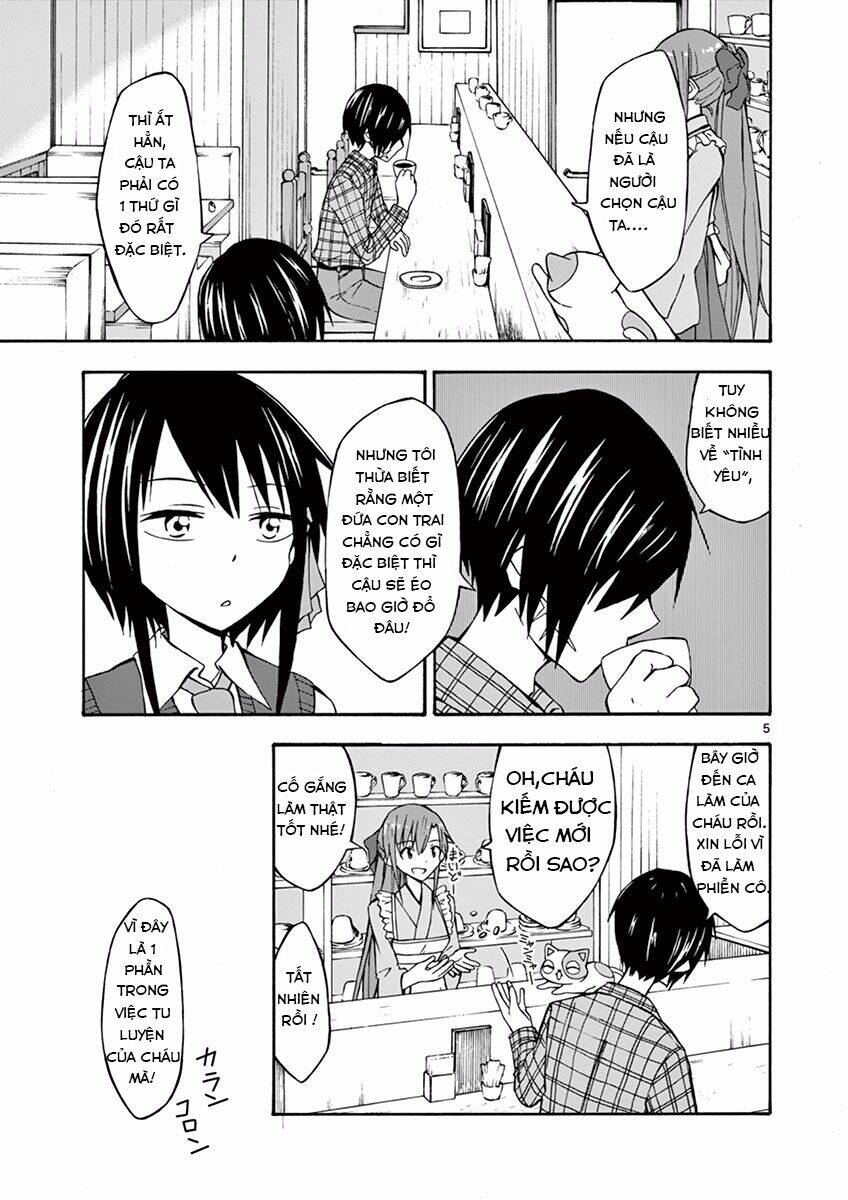 NHƯNG
NẾU CẬU
ĐÃ LÀ
NGƯỜI
CHỌN CẬU
TA....
THÌ ẮT
HẲN,
CẬU TA
PHẢI CÓ
1 THỨ GÌ
ĐÓ RẤT
ĐẶC BIỆT.
TUY
KHÔNG
BIẾT NHIỀU
VỀ "TÌNH
YÊU",
NHƯNG TÔI
THỪA BIẾT
RẰNG MỘT
ĐỨA CON TRAI
CHẲNG CÓ GÌ
ĐẶC BIỆT THÌ
CẬU SẼ ÉO
BAO GIỜ ĐỔ
ĐÂU!
5
BÂY GIỜ
ĐẾN CA
LÀM CỦA
CHÁU RỒI.
XIN LỖI VÌ
ĐÃ LÀM
PHIỀN CÔ.
OH,CHÁU
KIẾM ĐƯỢC
VIỆC MỚI
RỒI SAO?
まいど
CỐ GẮNG
LÀM THẬT
TỐT NHÉ!
TẤT
NHIÊN
RỒI !
VÌ ĐÂY
LÀ 1
PHẦN
TRONG
VIỆC TU
LUYỆN
CỦA CHÁU
MÀ!
カラン
コロン